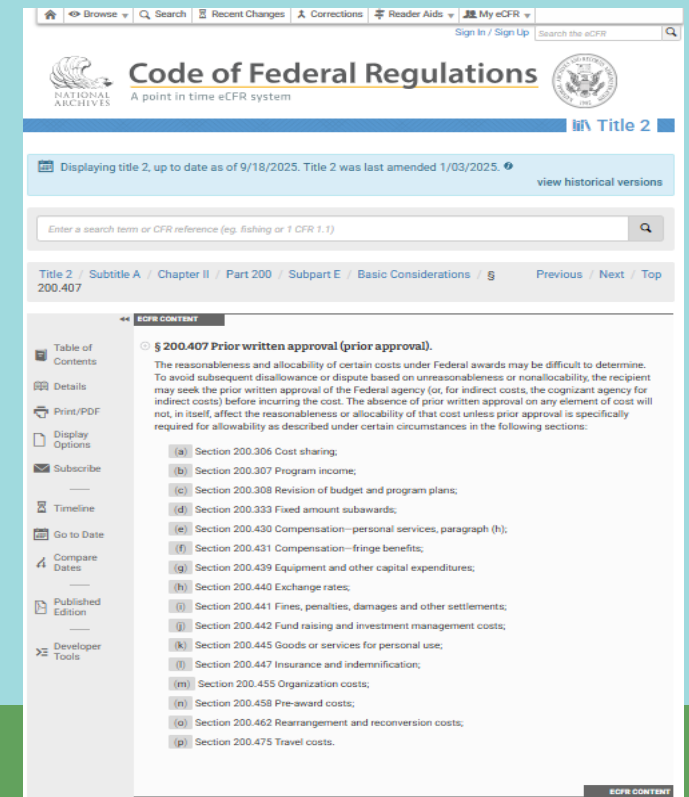 Browse Search Recent Changes Corrections Reader Aids My eCFR
Sign In / Sign Up Search the eCFR
NATIONAL ARCHIVES
Code of Federal Regulations
A point in time eCFR system
Title 2
Displaying title 2, up to date as of 9/18/2025. Title 2 was last amended 1/03/2025.
view historical versions
Enter a search term or CFR reference (eg. fishing or 1 CFR 1.1)
Title 2 / Subtitle A / Chapter II / Part 200 / Subpart E / Basic Considerations / §
200.407
Previous / Next / Top
ECFR CONTENT
Table of
Contents
Details
Print/PDF
Display
Options
Subscribe
Timeline
Go to Date
Compare
Dates
Published
Edition
Developer
Tools
§ 200.407 Prior written approval (prior approval).
The reasonableness and allocability of certain costs under Federal awards may be difficult to determine.
To avoid subsequent disallowance or dispute based on unreasonableness or nonallocability, the recipient
may seek the prior written approval of the Federal agency (or, for indirect costs, the cognizant agency for
indirect costs) before incurring the cost. The absence of prior written approval on any element of cost will
not, in itself, affect the reasonableness or allocability of that cost unless prior approval is specifically
required for allowability as described under certain circumstances in the following sections:
(a) Section 200.306 Cost sharing;
(b) Section 200.307 Program income;
(c) Section 200.308 Revision of budget and program plans;
(d) Section 200.333 Fixed amount subawards;
(e) Section 200.430 Compensation—personal services, paragraph (h);
(f) Section 200.431 Compensation—fringe benefits;
(g) Section 200.439 Equipment and other capital expenditures;
(h) Section 200.440 Exchange rates;
(i) Section 200.441 Fines, penalties, damages and other settlements;
(j) Section 200.442 Fund raising and investment management costs;
(k) Section 200.445 Goods or services for personal use;
(l) Section 200.447 Insurance and indemnification;
(m) Section 200.455 Organization costs;
(n) Section 200.458 Pre-award costs;
(o) Section 200.462 Rearrangement and reconversion costs;
(p) Section 200.475 Travel costs.
ECFR CONTENT